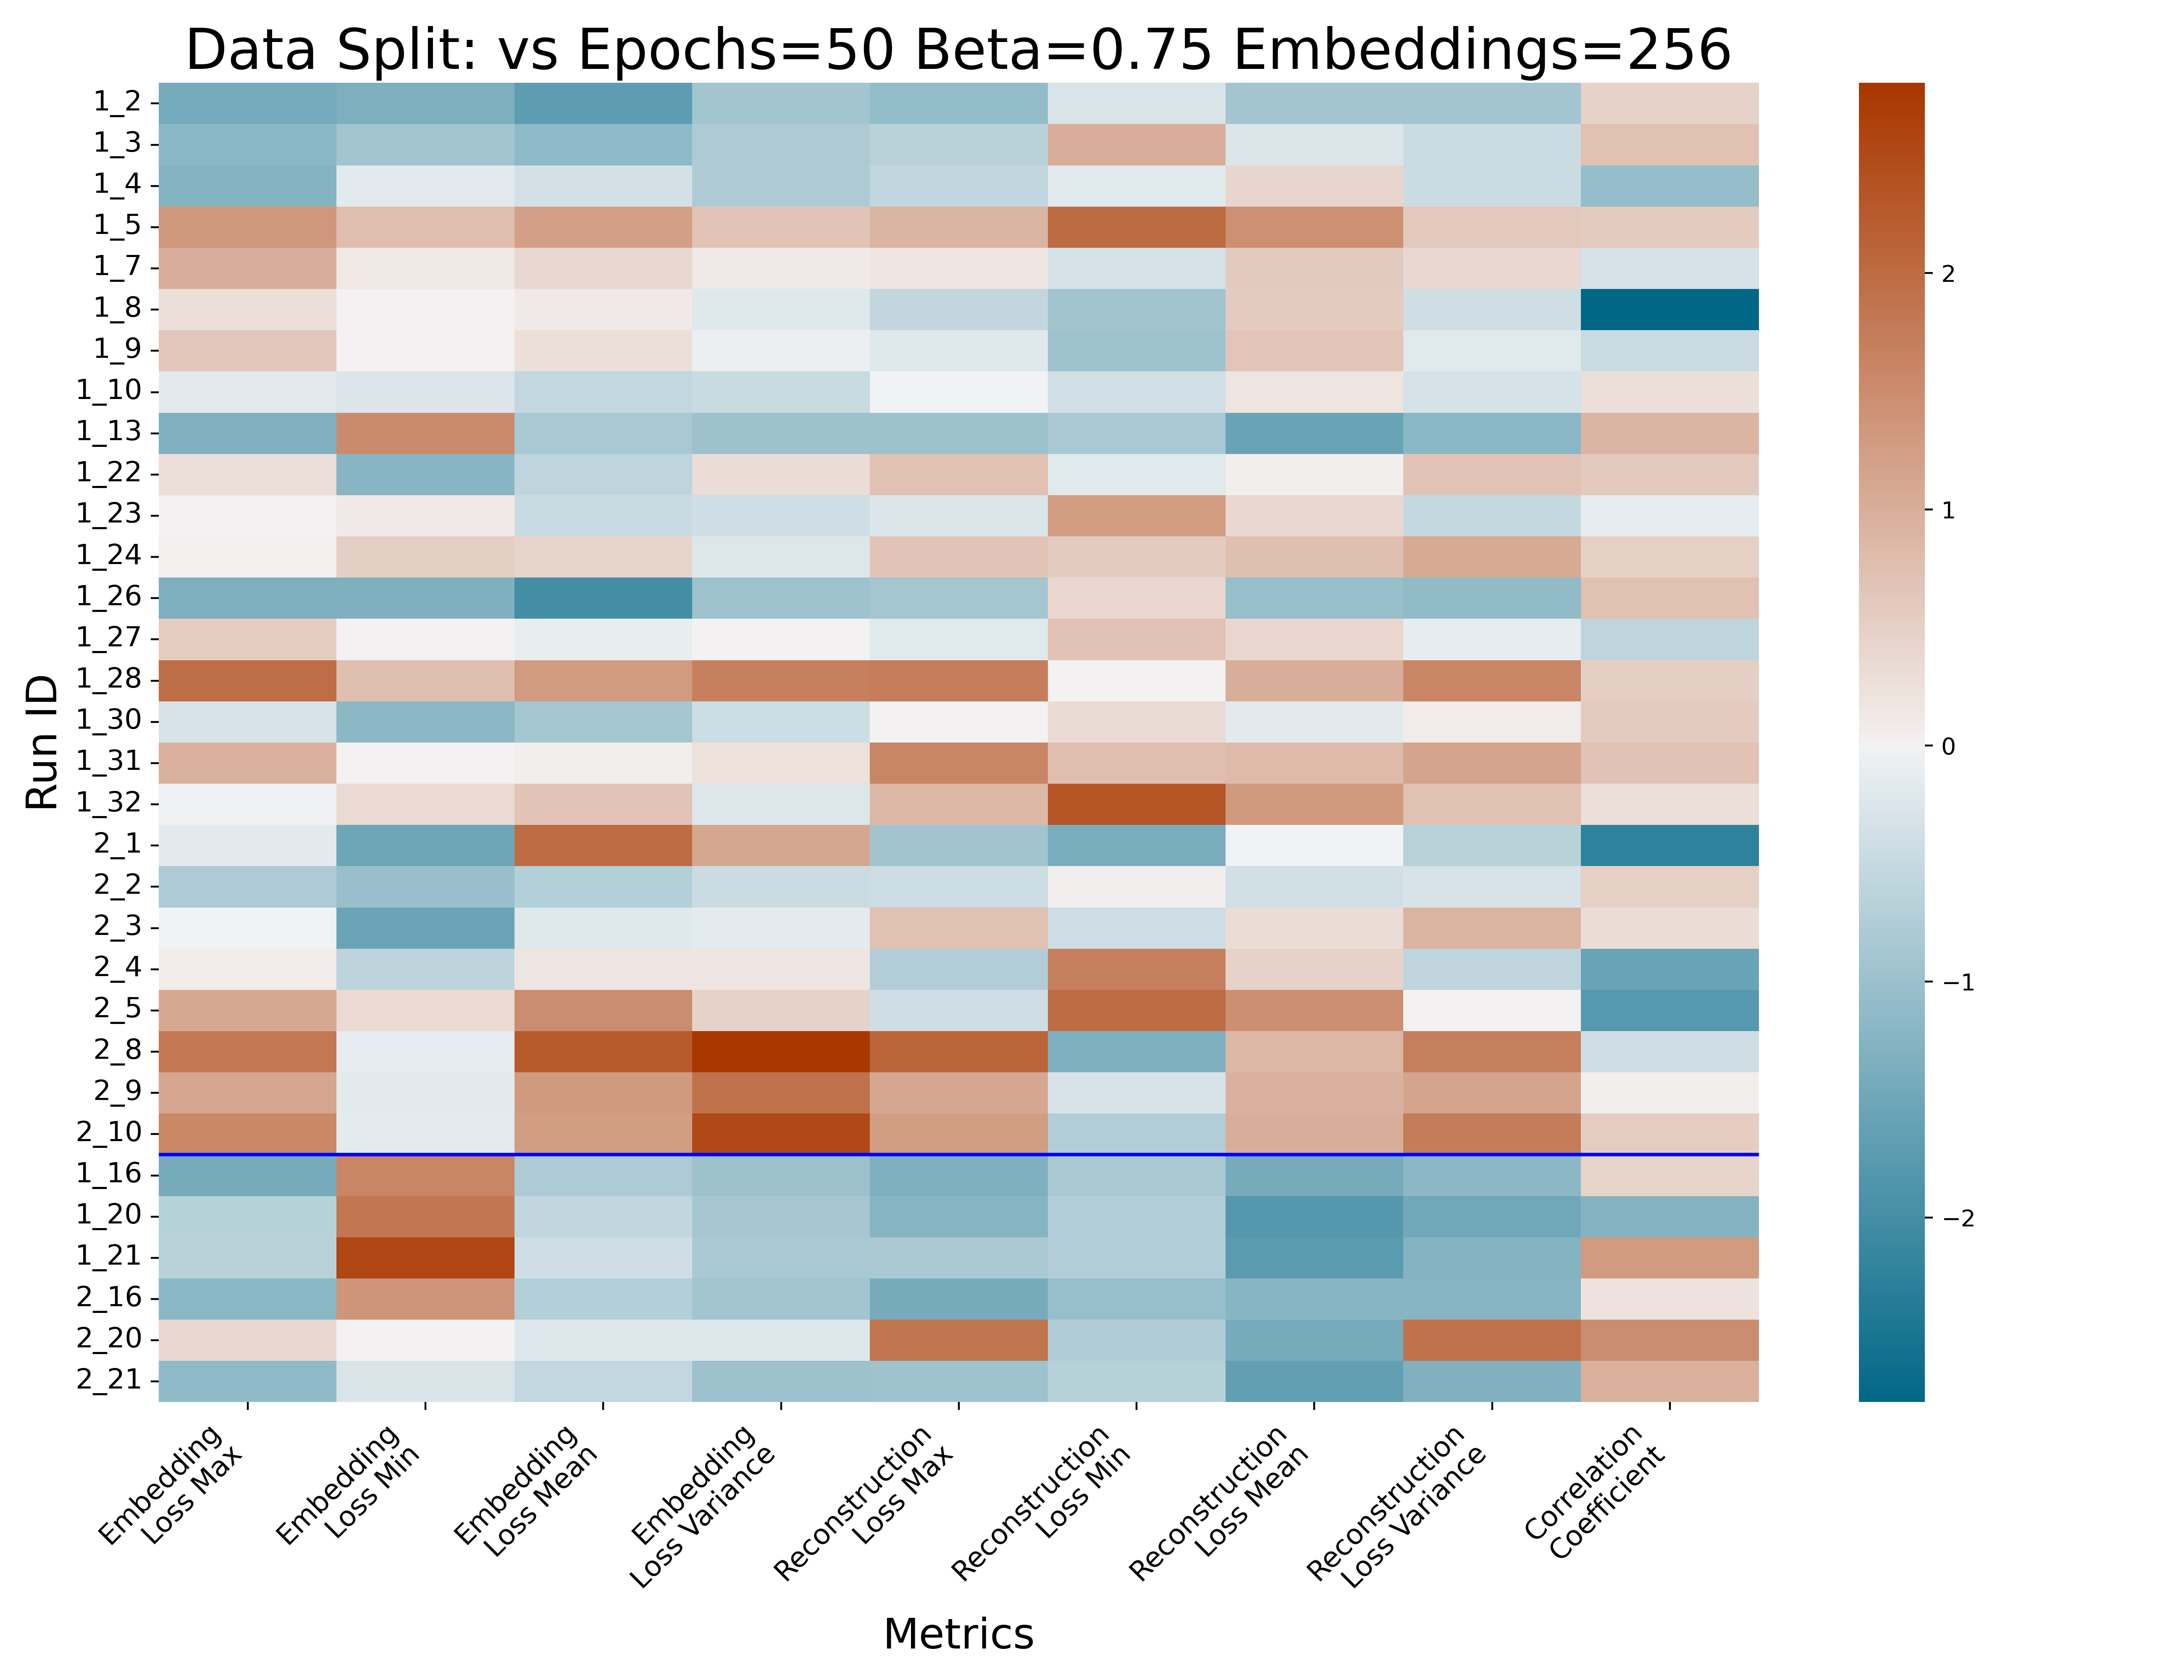 Data Split: vs Epochs=50 Beta=0.75 Embeddings=256
Run ID
1_2
1_3
1_4
1_5
1_7
1_8
1_9
1_10
1_13
1_22
1_23
1_24
1_26
1_27
1_28
1_30
1_31
1_32
2_1
2_2
2_3
2_4
2_5
2_8
2_9
2_10
1_16
1_20
1_21
2_16
2_20
2_21
Embedding
Loss Max
Embedding
Loss Min
Embedding
Loss Mean
Embedding
Loss Variance
Reconstruction
Loss Max
Reconstruction
Loss Min
Reconstruction
Loss Mean
Reconstruction
Loss Variance
Correlation
Coefficient
Metrics
2
1
0
−1
−2